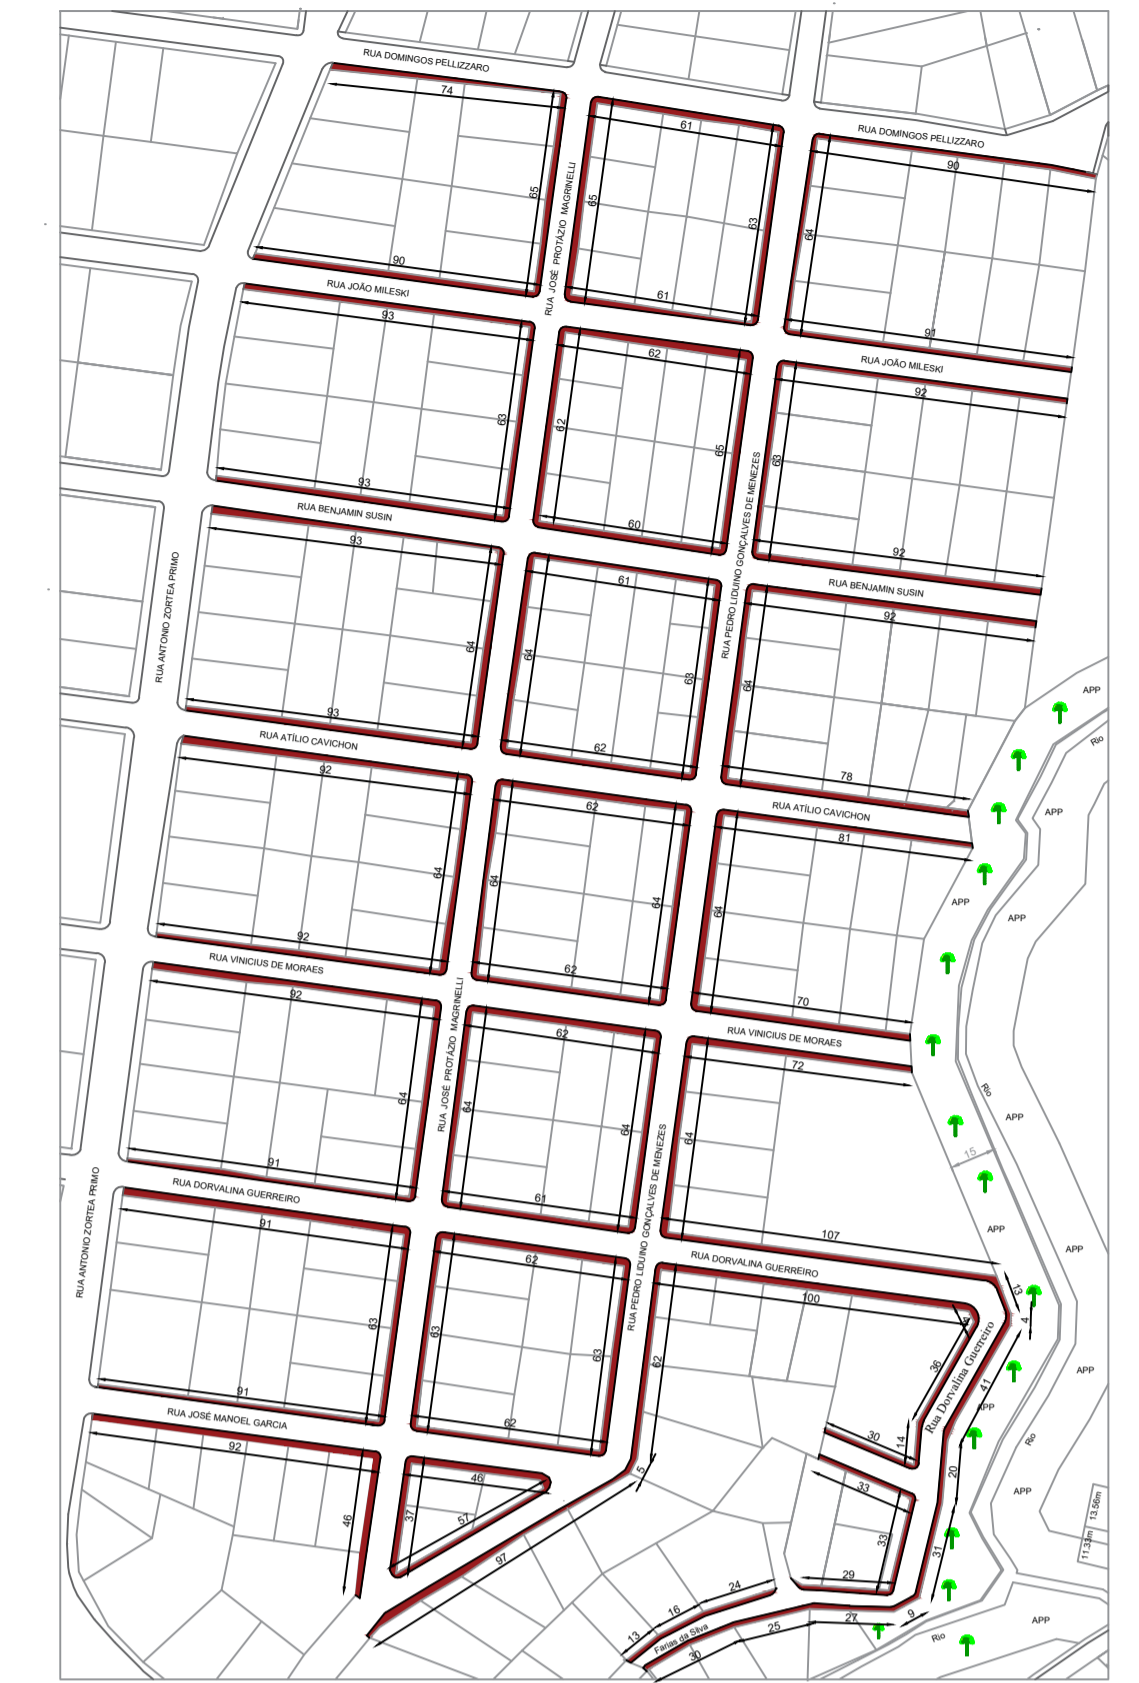 RUA DOMINGOS PELLIZZARO
74
61
RUA DOMINGOS PELLIZZARO
90
65
RUA JOSÉ PROTÁZIO MAGRINELLI
65
63
64
90
61
91
RUA JOÃO MILESKI
93
62
RUA JOÃO MILESKI
92
63
62
65
63
93
60
92
RUA PEDRO LIDUINO GONÇALVES DE MENEZES
RUA BENJAMIN SUSIN
93
61
RUA BENJAMIN SUSIN
92
RUA ANTONIO ZORTEA PRIMO
64
64
63
64
APP
Rio
93
62
78
RUA ATÍLIO CAVICHON
92
62
RUA ATÍLIO CAVICHON
81
APP
64
64
64
64
APP
APP
92
62
70
RUA VINICIUS DE MORAES
92
62
RUA VINICIUS DE MORAES
72
RUA JOSÉ PROTÁZIO MAGRINELLI
64
64
64
64
Rio
APP
15
91
61
107
RUA PEDRO LIDUINO GONÇALVES DE MENEZES
RUA ANTONIO ZORTEA PRIMO
RUA DORVALINA GUERREIRO
91
62
RUA DORVALINA GUERREIRO
100
APP
APP
13
4
63
63
63
62
36
Rua Dorvalina Guerreiro
41
APP
APP
91
62
30
14
RUA JOSÉ MANOEL GARCIA
92
46
5
33
20
Rio
APP
13.56m
11.33m
46
37
57
97
33
31
29
24
16
13
Farias da Silva
30
25
27
9
Rio
APP